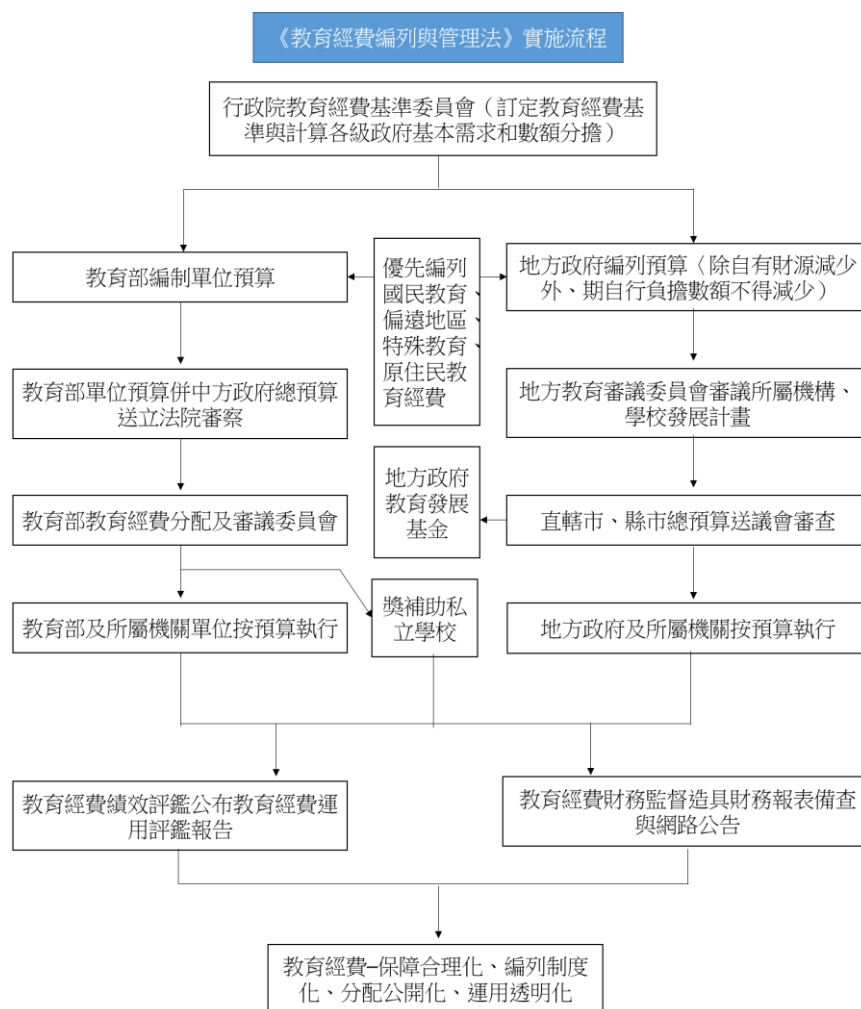 《教育經費編列與管理法》實施流程
行政院教育經費基準委員會（訂定教育經費基
準與計算各級政府基本需求和數額分擔）
教育部編制單位預算
優先編列
國民教育、
偏遠地區、
特殊教育、
原住民教
育經費
地方政府編列預算（除自有財源減少
外、期自行負擔數額不得減少）
教育部單位預算併中方政府總預算
送立法院審察
地方教育審議委員會審議所屬機構、
學校發展計畫
教育部教育經費分配及審議委員會
地方政府
教育發展
基金
直轄市、縣市總預算送議會審查
教育部及所屬機關單位按預算執行
獎補助私
立學校
地方政府及所屬機關按預算執行
教育經費績效評鑑公布教育經費運
用評鑑報告
教育經費財務監督造具財務報表備查
與網路公告
教育經費–保障合理化、編列制度
化、分配公開化、運用透明化